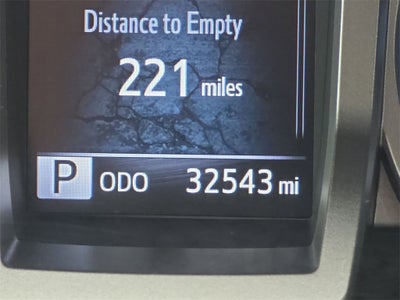 Distance to Empty
221 miles
P ODO 32543 mi